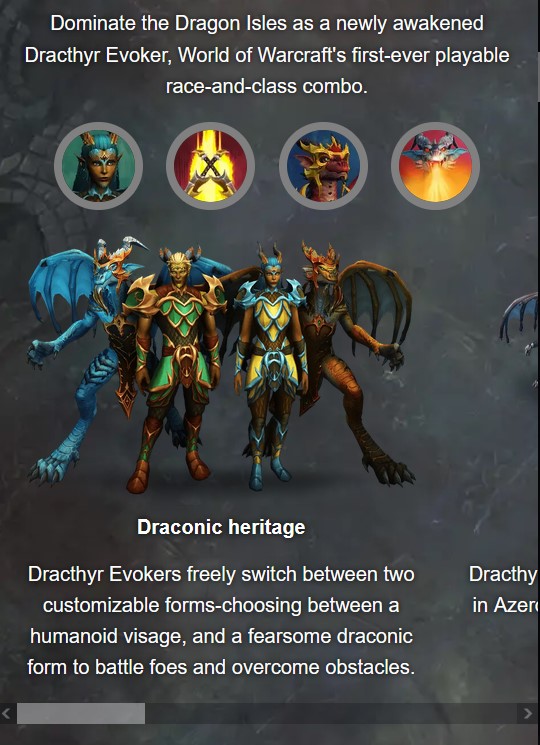 Dominate the Dragon Isles as a newly awakened
Dracthyr Evoker, World of Warcraft's first-ever playable
race-and-class combo.
Draconic heritage
Dracthyr Evokers freely switch between two
customizable forms-choosing between a
humanoid visage, and a fearsome draconic
form to battle foes and overcome obstacles.
Dracthy
in Azer